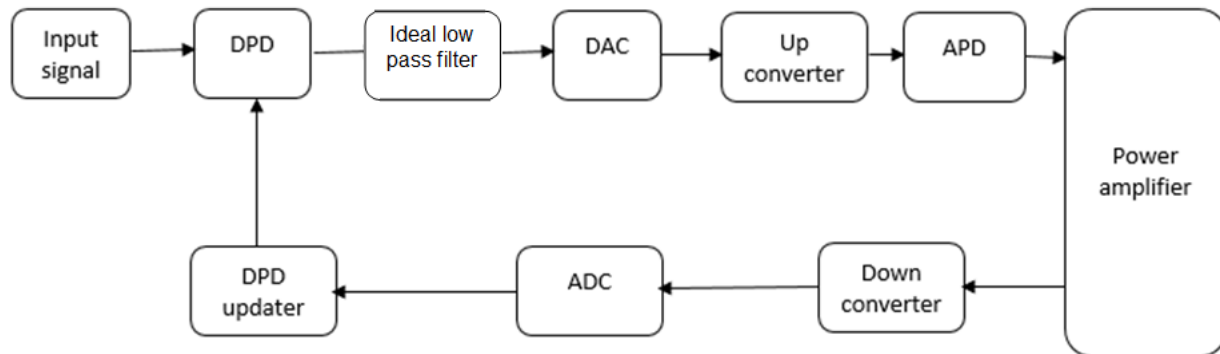 Input
signal
DPD
Ideal low
pass filter
DAC
Up
converter
APD
Power
amplifier
DPD
updater
ADC
Down
converter